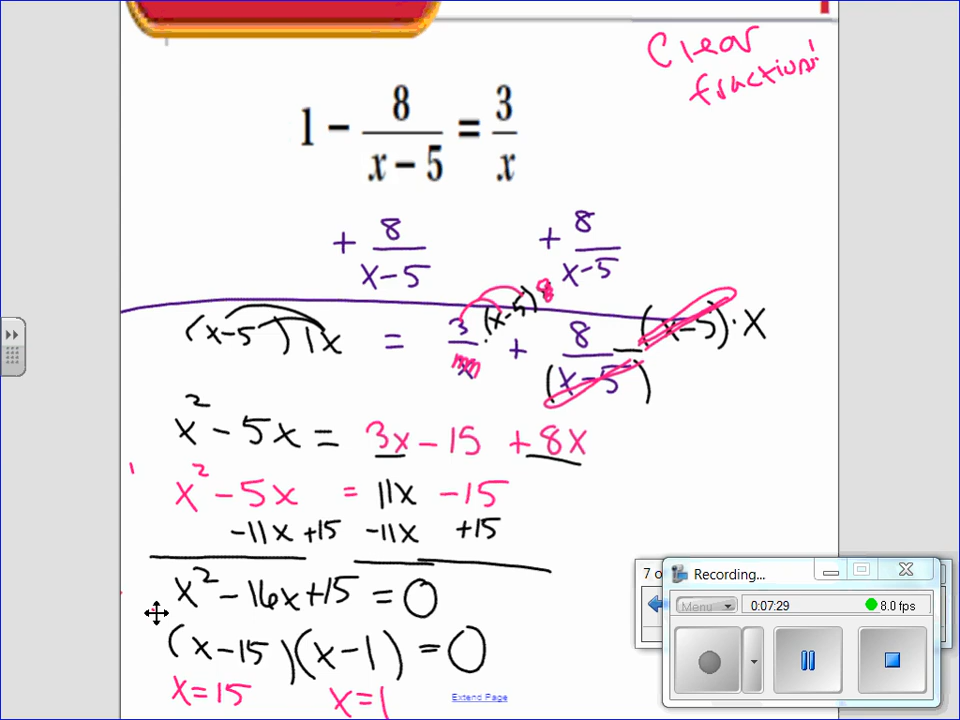 Clear
fractions!
1 - 8/(x - 5) = 3/x
+ 8/(x-5) + 8/(x-5)
(x-5) 1x = 3/x · (x-5) + 8/(x-5) (x-5) · x
x² - 5x = 3x - 15 + 8x
x² - 5x = 11x - 15
-11x +15 -11x +15
x² - 16x + 15 = 0
(x-15)(x-1) = 0
x=15 x=1
Extend Page
7 o
Recording...
Menu
0:07:29
8.0 fps